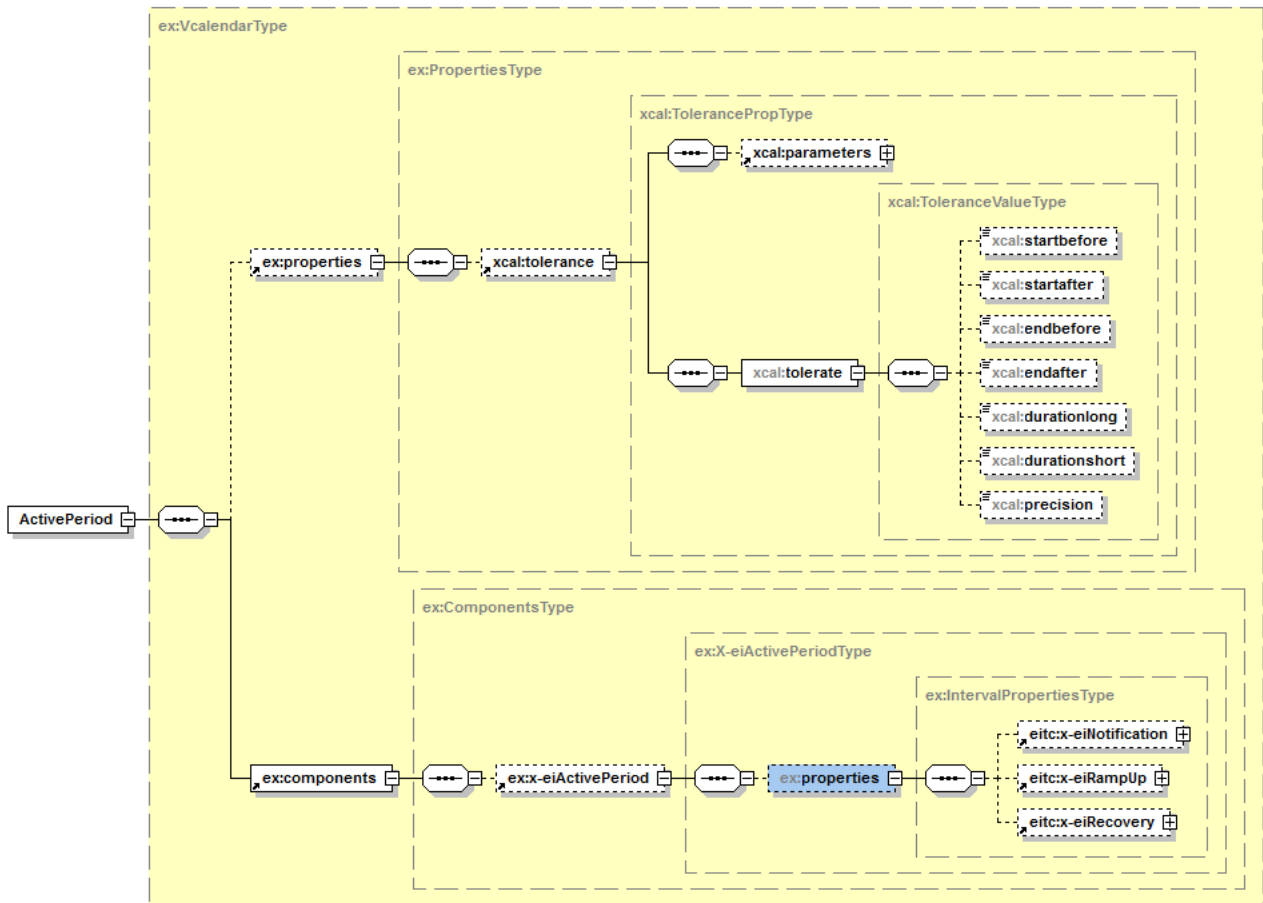 ex:VcalendarType
ex:PropertiesType
xcal:TolerancePropType
xcal:parameters
xcal:ToleranceValueType
xcal:startbefore
ex:properties
xcal:tolerance
xcal:startafter
xcal:endbefore
xcal:tolerate
xcal:endafter
xcal:durationlong
xcal:durationshort
xcal:precision
ActivePeriod
ex:ComponentsType
ex:X-eiActivePeriodType
ex:IntervalPropertiesType
eitc:x-eiNotification
ex:components
ex:x-eiActivePeriod
ex:properties
eitc:x-eiRampUp
eitc:x-eiRecovery